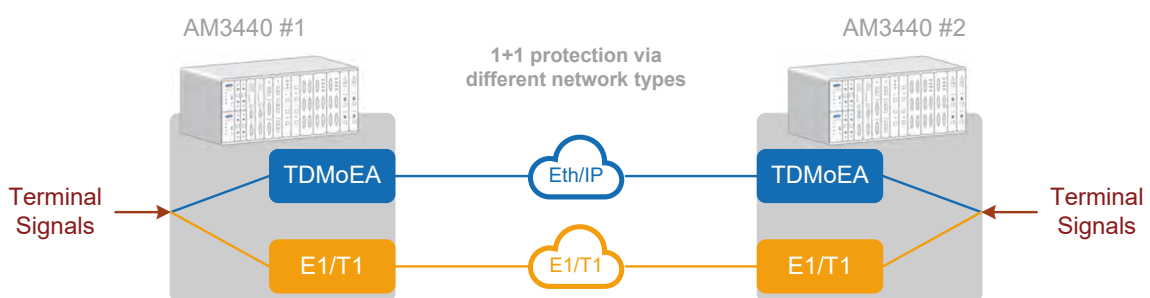 AM3440 #1
AM3440 #2
1+1 protection via
different network types
TDMoEA
Eth/IP
TDMoEA
Terminal
Signals
Terminal
Signals
E1/T1
E1/T1
E1/T1